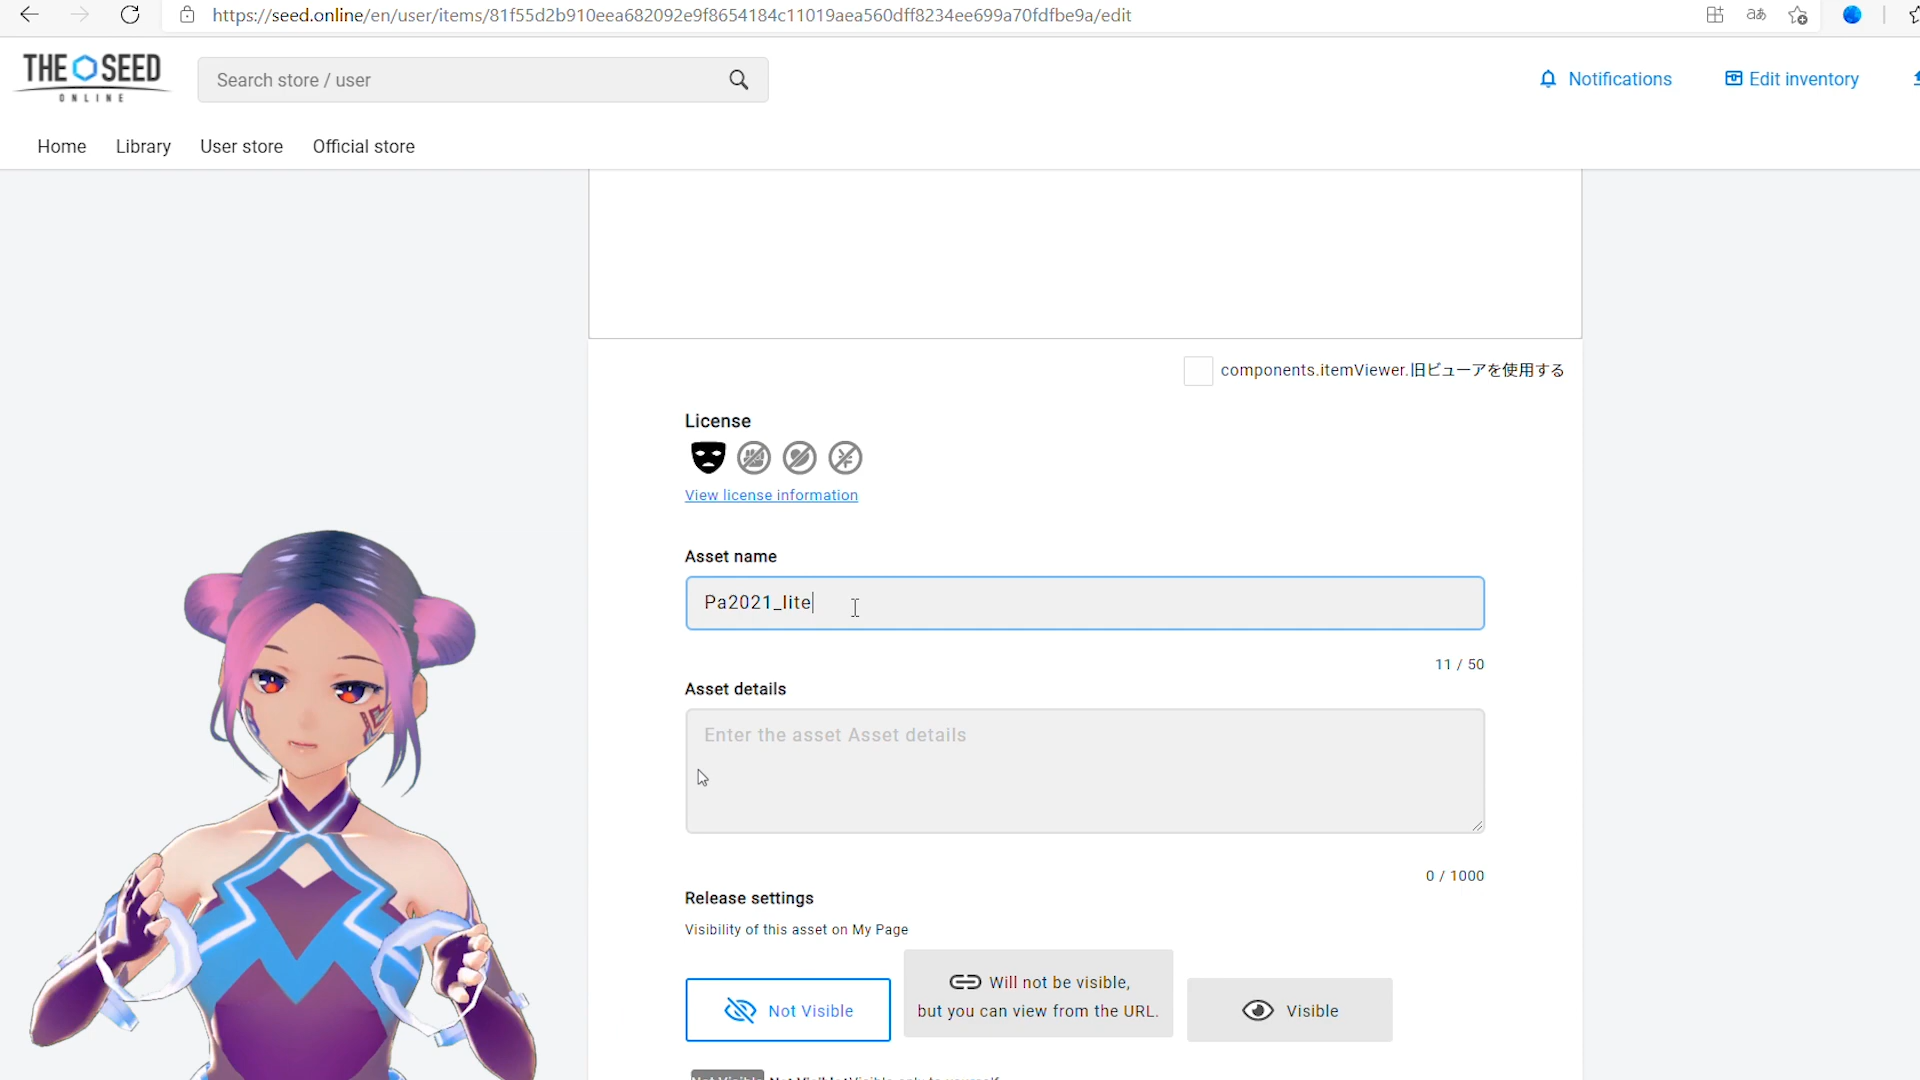 https://seed.online/en/user/items/81f55d2b910eea682092e9f8654184c11019aea560dff8234ee699a70fdfbe9a/edit
THE SEED
ONLINE
Search store / user
Notifications
Edit inventory
Home
Library
User store
Official store
components.itemViewer.旧ビューアを使用する
License
View license information
Asset name
Pa2021_lite
11 / 50
Asset details
Enter the asset Asset details
0 / 1000
Release settings
Visibility of this asset on My Page
Not Visible
Will not be visible,
but you can view from the URL.
Visible